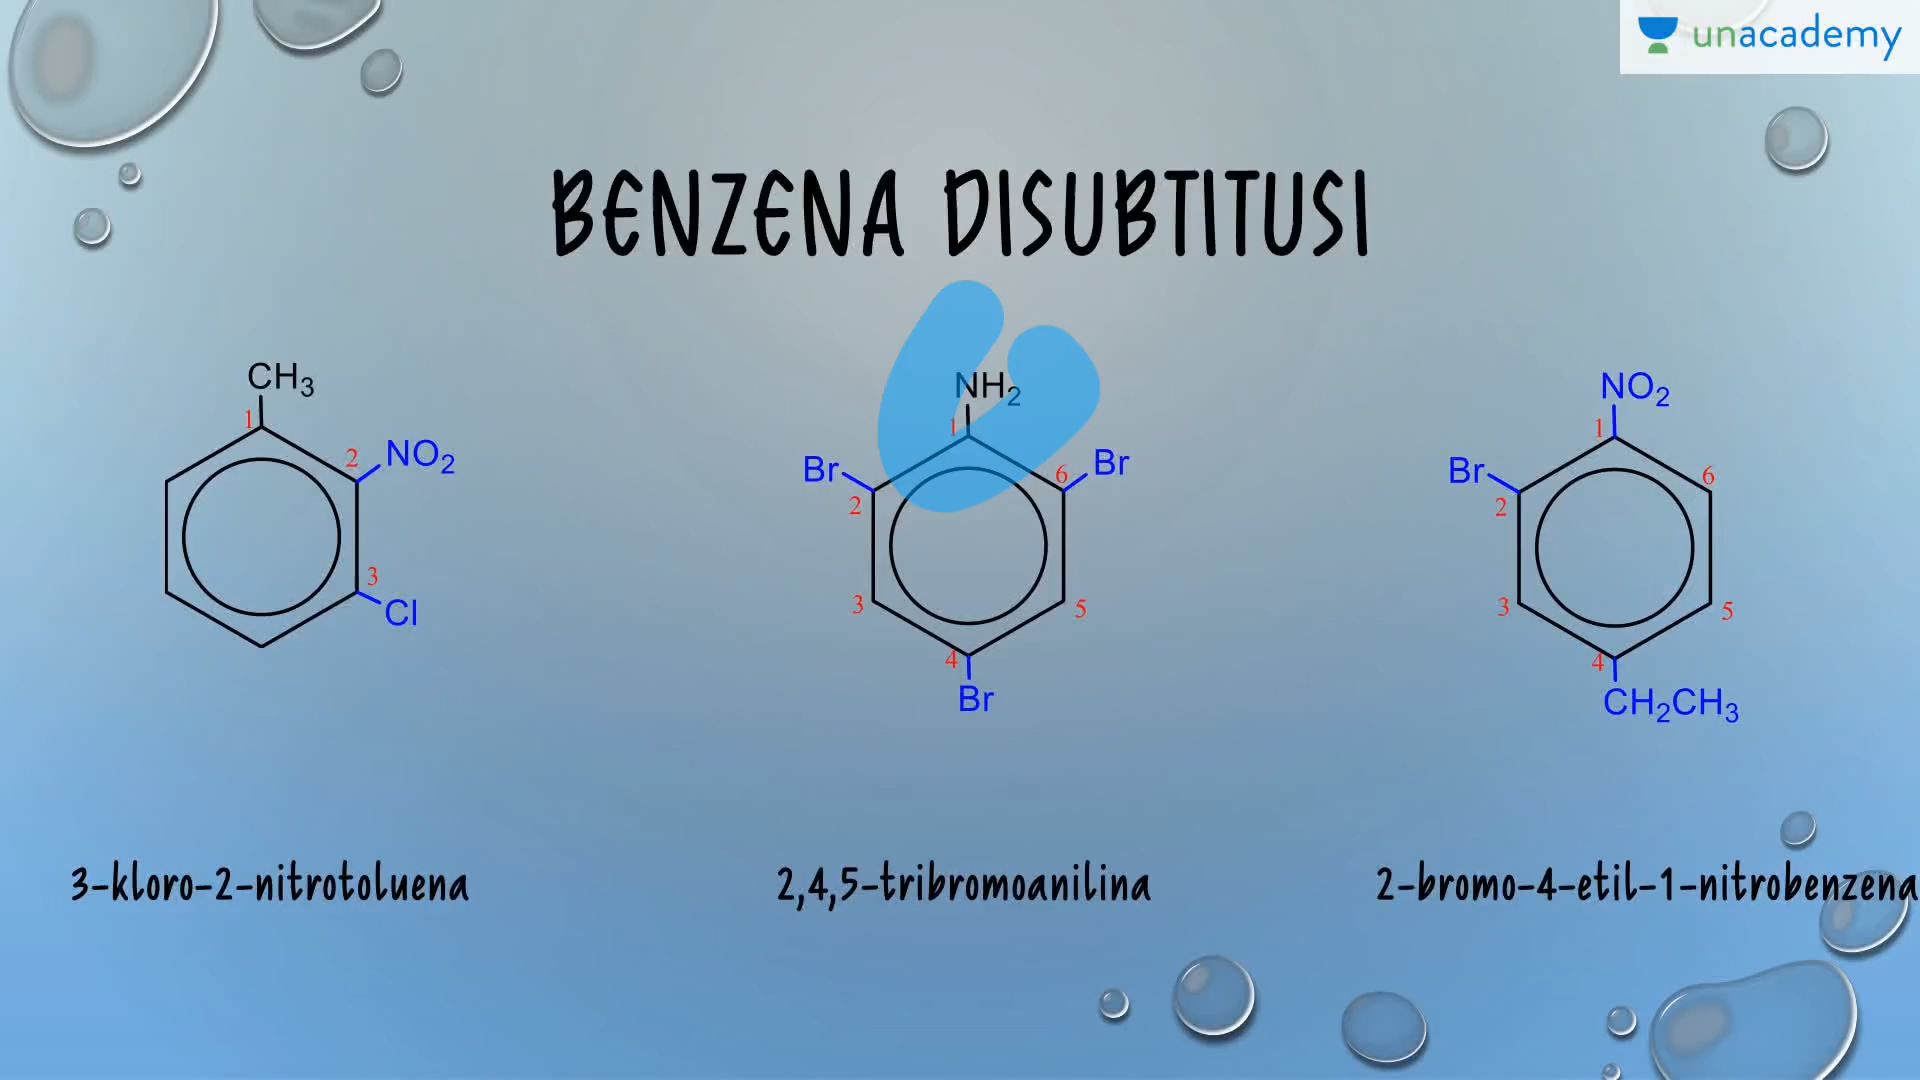 unacademy
BENZENA DISUBTITUSI
CH3
1
2
NO2
3
Cl
NH2
1
Br
2
6
Br
3
5
4
Br
NO2
1
Br
2
6
3
5
4
CH2CH3
3-kloro-2-nitrotoluena
2,4,5-tribromoanilina
2-bromo-4-etil-1-nitrobenzena